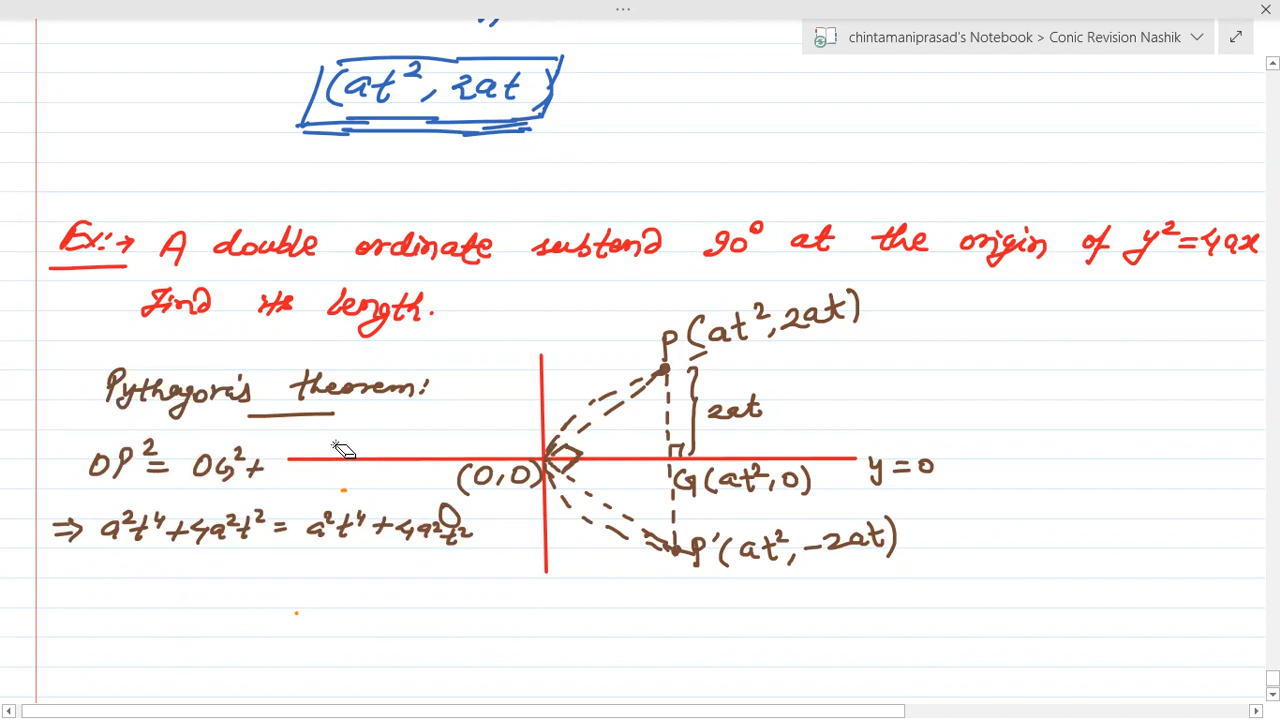 ...
chintamaniprasad's Notebook > Conic Revision Nashik
(at², 2at)
Ex:→ A double ordinate subtend 90° at the origin of y²=4ax
Find its length.
P(at², 2at)
Pythagora's theorem:
2at
OP² = OG² +
(0,0)
G(at²,0)
y=0
⇒ a²t⁴+4a²t² = a²t⁴+4a²t²
P'(at², -2at)